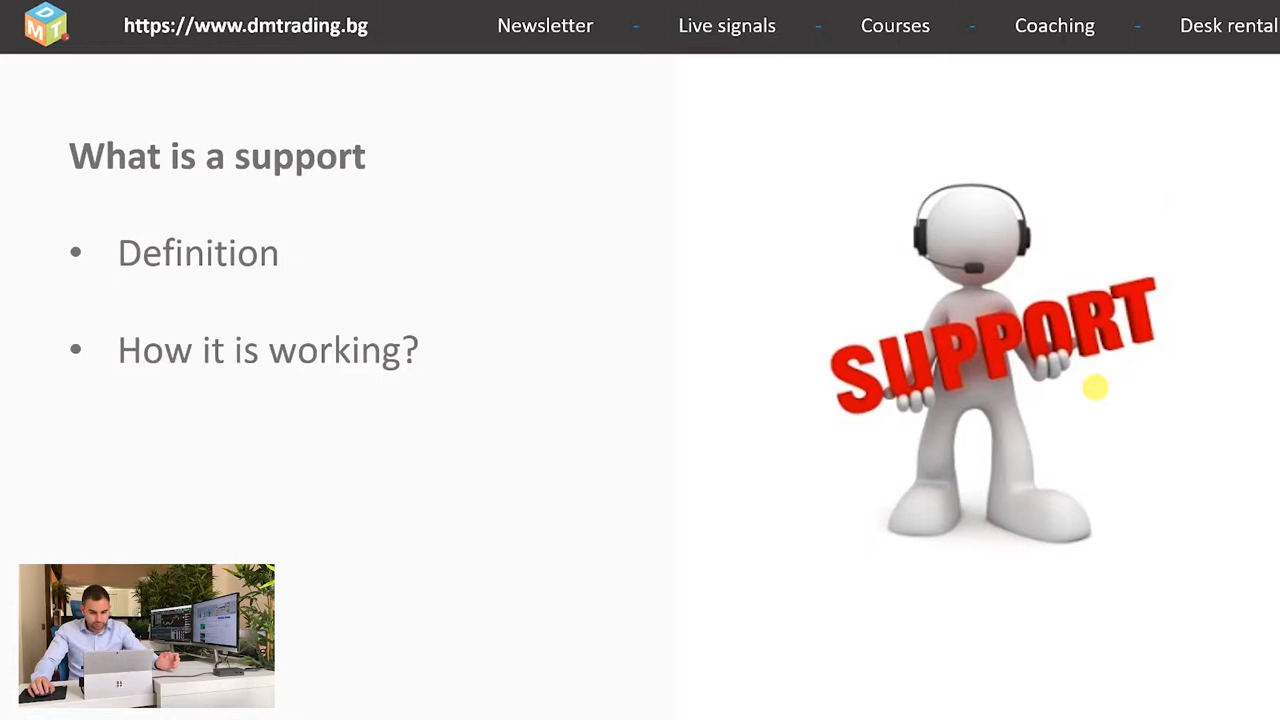 DMT
https://www.dmtrading.bg
Newsletter - Live signals - Courses - Coaching - Desk rental
What is a support
• Definition
• How it is working?
SUPPORT